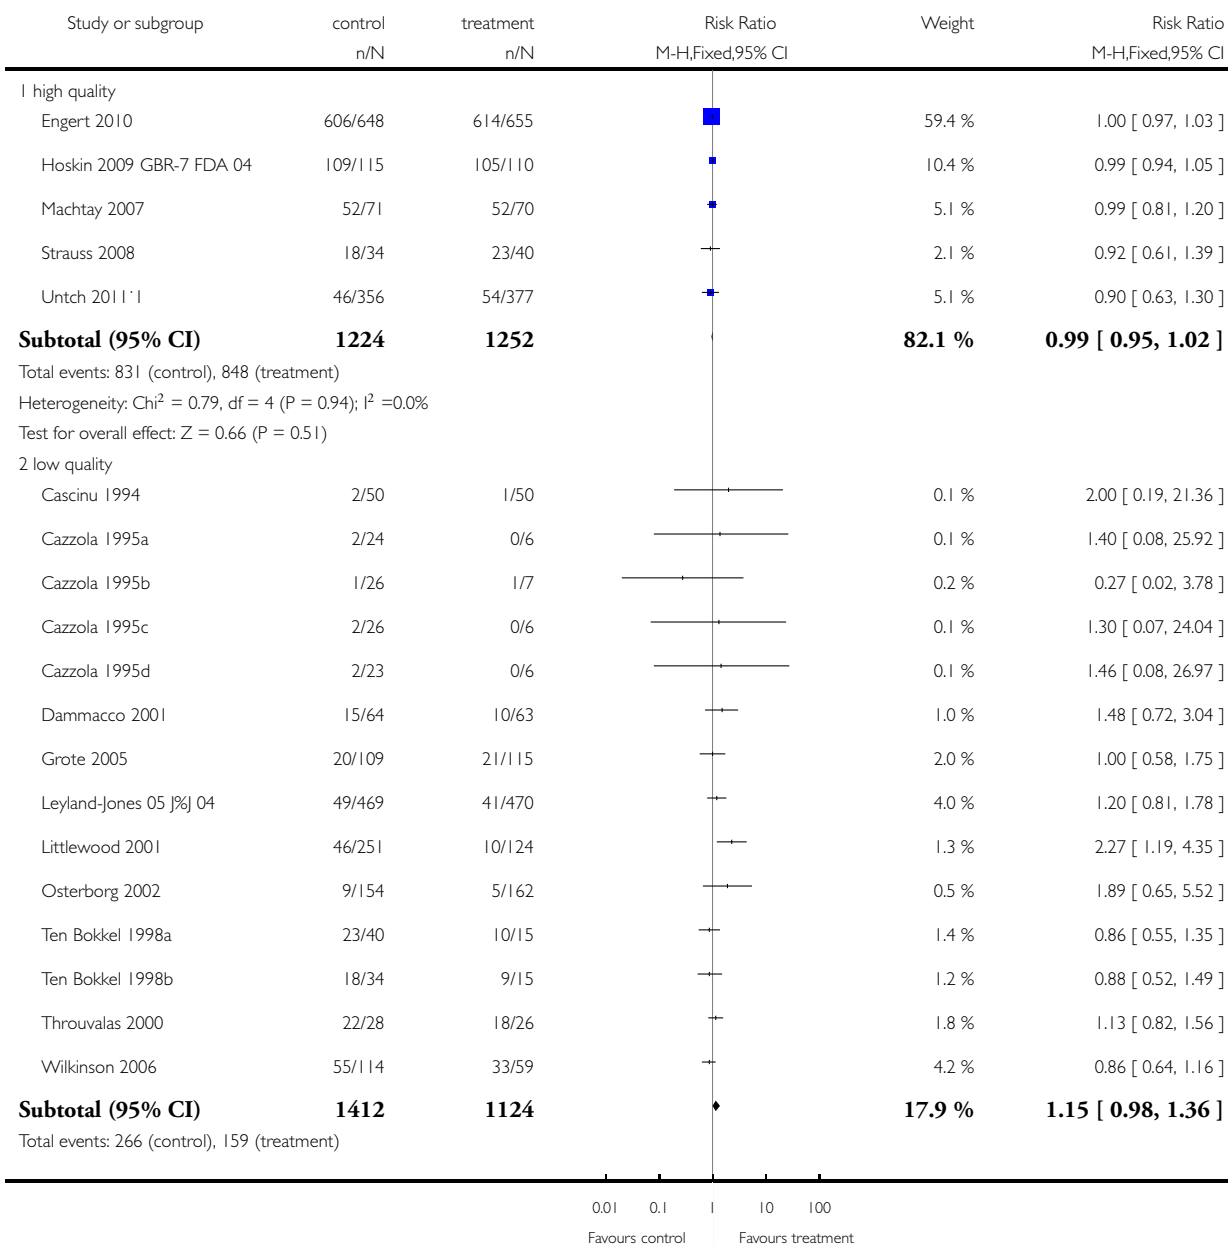 Study or subgroup control treatment Risk Ratio Weight Risk Ratio
n/N n/N M-H,Fixed,95% CI M-H,Fixed,95% CI
1 high quality
Engert 2010 606/648 614/655 59.4 % 1.00 [ 0.97, 1.03 ]
Hoskin 2009 GBR-7 FDA 04 109/115 105/110 10.4 % 0.99 [ 0.94, 1.05 ]
Machtay 2007 52/71 52/70 5.1 % 0.99 [ 0.81, 1.20 ]
Strauss 2008 18/34 23/40 2.1 % 0.92 [ 0.61, 1.39 ]
Untch 2011˙1 46/356 54/377 5.1 % 0.90 [ 0.63, 1.30 ]
Subtotal (95% CI) 1224 1252 82.1 % 0.99 [ 0.95, 1.02 ]
Total events: 831 (control), 848 (treatment)
Heterogeneity: Chi² = 0.79, df = 4 (P = 0.94); I² =0.0%
Test for overall effect: Z = 0.66 (P = 0.51)
2 low quality
Cascinu 1994 2/50 1/50 0.1 % 2.00 [ 0.19, 21.36 ]
Cazzola 1995a 2/24 0/6 0.1 % 1.40 [ 0.08, 25.92 ]
Cazzola 1995b 1/26 1/7 0.2 % 0.27 [ 0.02, 3.78 ]
Cazzola 1995c 2/26 0/6 0.1 % 1.30 [ 0.07, 24.04 ]
Cazzola 1995d 2/23 0/6 0.1 % 1.46 [ 0.08, 26.97 ]
Dammacco 2001 15/64 10/63 1.0 % 1.48 [ 0.72, 3.04 ]
Grote 2005 20/109 21/115 2.0 % 1.00 [ 0.58, 1.75 ]
Leyland-Jones 05 J%J 04 49/469 41/470 4.0 % 1.20 [ 0.81, 1.78 ]
Littlewood 2001 46/251 10/124 1.3 % 2.27 [ 1.19, 4.35 ]
Osterborg 2002 9/154 5/162 0.5 % 1.89 [ 0.65, 5.52 ]
Ten Bokkel 1998a 23/40 10/15 1.4 % 0.86 [ 0.55, 1.35 ]
Ten Bokkel 1998b 18/34 9/15 1.2 % 0.88 [ 0.52, 1.49 ]
Throuvalas 2000 22/28 18/26 1.8 % 1.13 [ 0.82, 1.56 ]
Wilkinson 2006 55/114 33/59 4.2 % 0.86 [ 0.64, 1.16 ]
Subtotal (95% CI) 1412 1124 17.9 % 1.15 [ 0.98, 1.36 ]
Total events: 266 (control), 159 (treatment)
0.01 0.1 1 10 100
Favours control Favours treatment